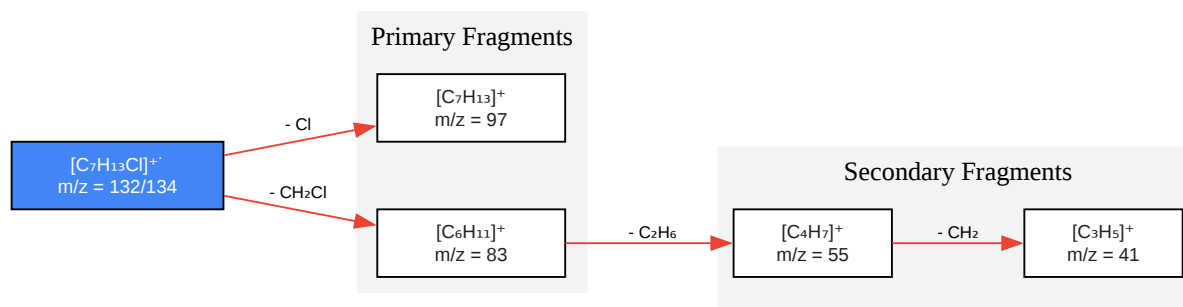 Primary Fragments
[C₇H₁₃]⁺
m/z = 97
- Cl
[C₇H₁₃Cl]⁺˙
m/z = 132/134
- CH₂Cl
[C₆H₁₁]⁺
m/z = 83
- C₂H₆
Secondary Fragments
[C₄H₇]⁺
m/z = 55
- CH₂
[C₃H₅]⁺
m/z = 41